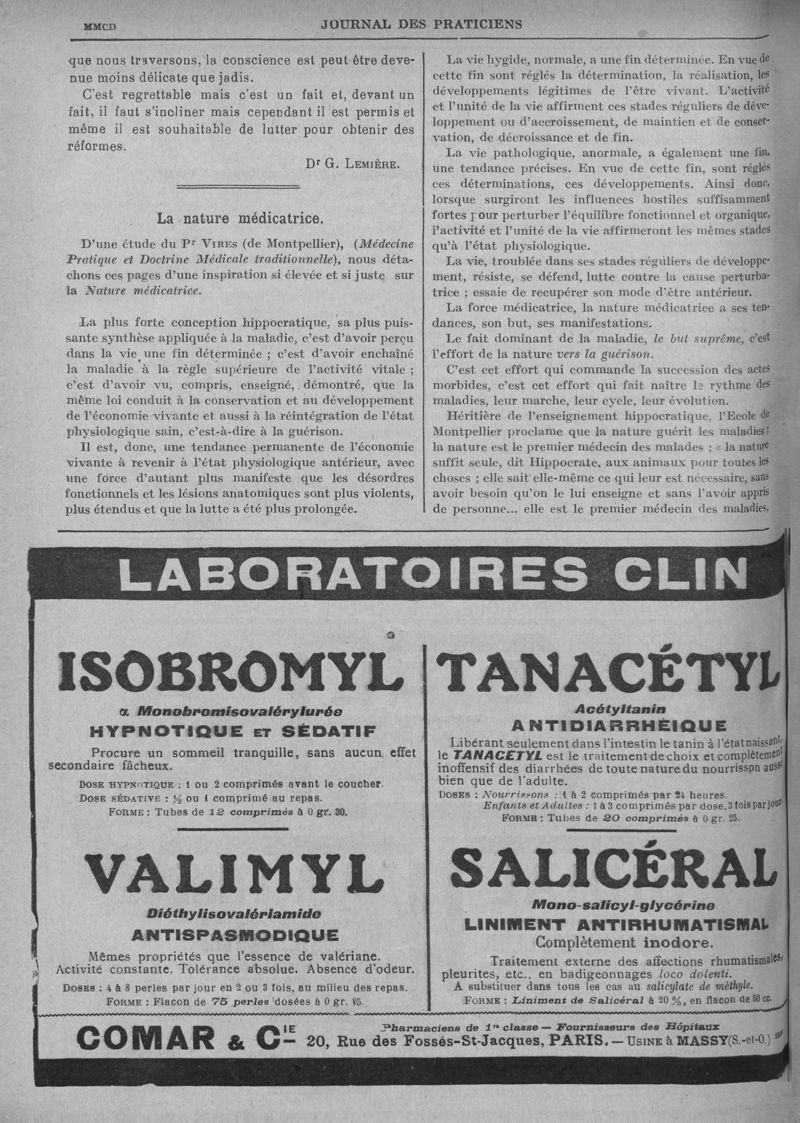 MMCD
JOURNAL DES PRATICIENS
que nous traversons, la conscience est peut être deve-
nue moins délicate que jadis.
C'est regrettable mais c'est un fait et, devant un
fait, il faut s'incliner mais cependant il est permis et
même il est souhaitable de lutter pour obtenir des
réformes.
Dr G. LEMIÈRE.
La nature médicatrice.
D'une étude du Pr VIRES (de Montpellier), (Médecine
Pratique et Doctrine Médicale traditionnelle), nous déta-
chons ces pages d'une inspiration si élevée et si juste sur
la Nature médicatrice.
La plus forte conception hippocratique, sa plus puis-
sante synthèse appliquée à la maladie, c'est d'avoir perçu
dans la vie une fin déterminée ; c'est d'avoir enchaîné
la maladie à la règle supérieure de l'activité vitale ;
c'est d'avoir vu, compris, enseigné, démontré, que la
même loi conduit à la conservation et au développement
de l'économie vivante et aussi à la réintégration de l'état
physiologique sain, c'est-à-dire à la guérison.
Il est, donc, une tendance permanente de l'économie
vivante à revenir à l'état physiologique antérieur, avec
une force d'autant plus manifeste que les désordres
fonctionnels et les lésions anatomiques sont plus violents,
plus étendus et que la lutte a été plus prolongée.
La vie hygide, normale, a une fin déterminée. En vue de
cette fin sont réglés la détermination, la réalisation, les
développements légitimes de l'être vivant. L'activité
et l'unité de la vie affirment ces stades réguliers de déve-
loppement ou d'accroissement, de maintien et de conser-
vation, de décroissance et de fin.
La vie pathologique, anormale, a également une fin,
une tendance précises. En vue de cette fin, sont réglés
ces déterminations, ces développements. Ainsi donc,
lorsque surgiront les influences hostiles suffisamment
fortes pour perturber l'équilibre fonctionnel et organique,
l'activité et l'unité de la vie affirmeront les mêmes stades
qu'à l'état physiologique.
La vie, troublée dans ses stades réguliers de développe-
ment, résiste, se défend, lutte contre la cause perturba-
trice ; essaie de recupérer son mode d'être antérieur.
La force médicatrice, la nature médicatrice a ses ten-
dances, son but, ses manifestations.
Le fait dominant de la maladie, le but suprême, c'est
l'effort de la nature vers la guérison.
C'est cet effort qui commande la succession des actes
morbides, c'est cet effort qui fait naître le rythme des
maladies, leur marche, leur cycle, leur évolution.
Héritière de l'enseignement hippocratique, l'Ecole de
Montpellier proclame que la nature guérit les maladies :
la nature est le premier médecin des malades ; « la nature
suffit seule, dit Hippocrate, aux animaux pour toutes les
choses ; elle sait elle-même ce qui leur est nécessaire, sans
avoir besoin qu'on le lui enseigne et sans l'avoir appris
de personne... elle est le premier médecin des maladies,
LABORATOIRES CLIN
ISOBROMYL
α Monobromisovalérylurée
HYPNOTIQUE ET SÉDATIF
Procure un sommeil tranquille, sans aucun effet
secondaire fâcheux.
DOSE HYPNOTIQUE : 1 ou 2 comprimés avant le coucher.
DOSE SÉDATIVE : ½ ou 1 comprimé au repas.
FORME : Tubes de 12 comprimés à 0 gr. 30.
VALIMYL
Diéthylisovalériamide
ANTISPASMODIQUE
Mêmes propriétés que l'essence de valériane.
Activité constante. Tolérance absolue. Absence d'odeur.
DOSES : 4 à 8 perles par jour en 2 ou 3 fois, au milieu des repas.
FORME : Flacon de 75 perles dosées à 0 gr. 05.
TANACÉTYL
Acétyltanin
ANTIDIARRHÉIQUE
Libérant seulement dans l'intestin le tanin à l'état naissant,
le TANACETYL est le traitement de choix et complètement
inoffensif des diarrhées de toute nature du nourrisson aussi
bien que de l'adulte.
DOSES : Nourrissons : 1 à 2 comprimés par 24 heures.
Enfants et Adultes : 1 à 3 comprimés par dose, 3 fois par jour
FORME : Tubes de 20 comprimés à 0 gr. 25.
SALICÉRAL
Mono-salicyl-glycérine
LINIMENT ANTIRHUMATISMAL
Complètement inodore.
Traitement externe des affections rhumatismales,
pleurites, etc., en badigeonnages loco dolenti.
A substituer dans tous les cas au salicylate de méthyle.
FORME : Liniment de Salicéral à 20 %, en flacon de 50 cc.
COMAR & CIE
Pharmaciens de 1re classe — Fournisseurs des Hôpitaux
20, Rue des Fossés-St-Jacques, PARIS. — USINE à MASSY (S.-et-O.)